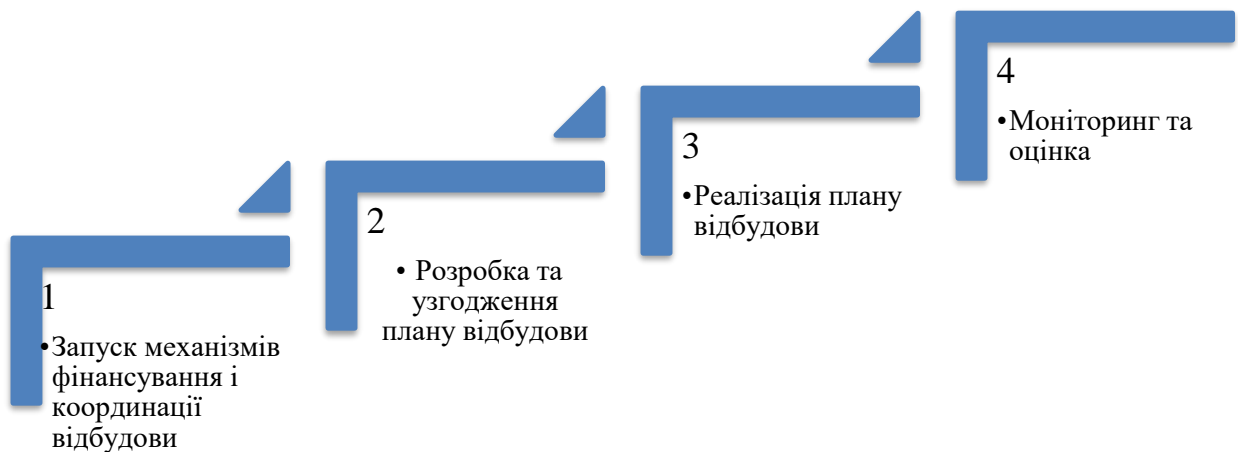 1
•Запуск механізмів
фінансування і
координації
відбудови
2
• Розробка та
узгодження
плану відбудови
3
•Реалізація плану
відбудови
4
•Моніторинг та
оцінка